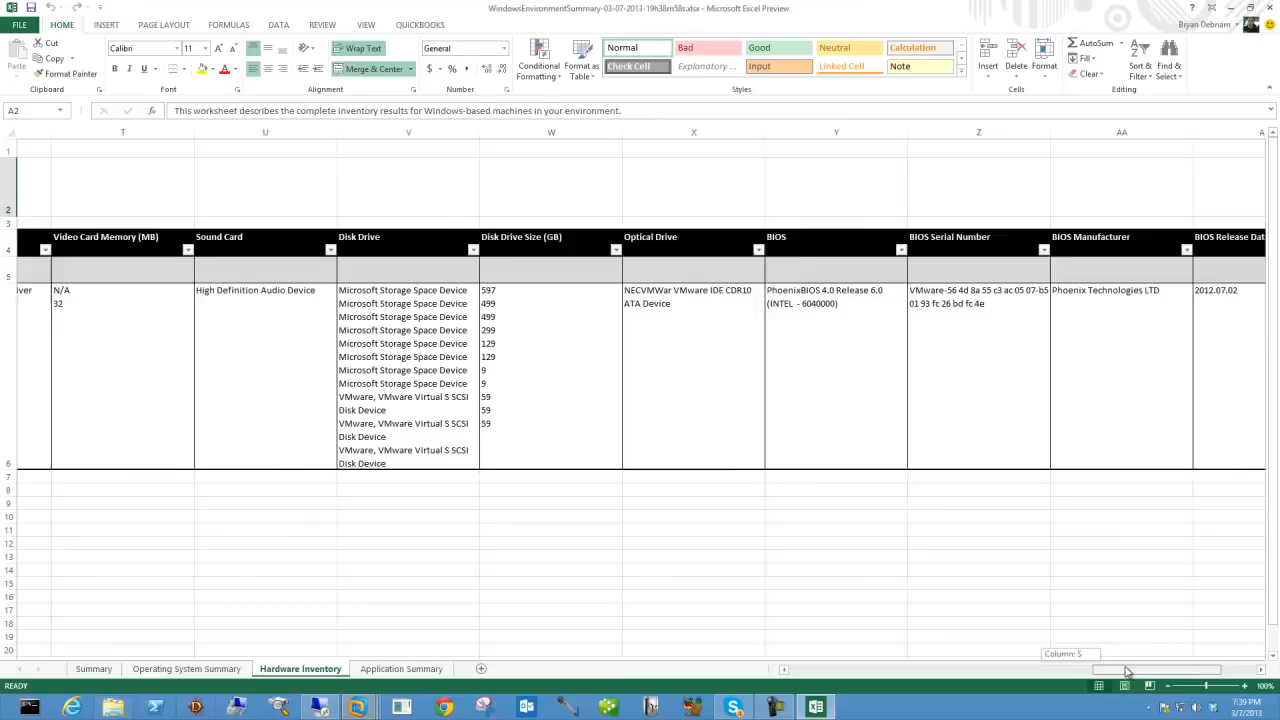 WindowsEnvironmentSummary-03-07-2013-19h38m58s.xlsx - Microsoft Excel Preview
FILE HOME INSERT PAGE LAYOUT FORMULAS DATA REVIEW VIEW QUICKBOOKS Bryan Debnam
Paste
Cut
Copy
Format Painter
Clipboard
Calibri 11
B I U
Font
Wrap Text
Merge & Center
Alignment
General
$ % ,
Number
Conditional Formatting
Format as Table
Normal Bad Good Neutral Calculation
Check Cell Explanatory ... Input Linked Cell Note
Styles
Insert Delete Format
Cells
AutoSum
Fill
Clear
Sort & Filter
Find & Select
Editing
A2 fx This worksheet describes the complete inventory results for Windows-based machines in your environment.
T U V W X Y Z AA A
1
2
3
4
Video Card Memory (MB) Sound Card Disk Drive Disk Drive Size (GB) Optical Drive BIOS BIOS Serial Number BIOS Manufacturer BIOS Release Dat
5
6
iver
N/A
32
High Definition Audio Device
Microsoft Storage Space Device
Microsoft Storage Space Device
Microsoft Storage Space Device
Microsoft Storage Space Device
Microsoft Storage Space Device
Microsoft Storage Space Device
Microsoft Storage Space Device
Microsoft Storage Space Device
VMware, VMware Virtual S SCSI
Disk Device
VMware, VMware Virtual S SCSI
Disk Device
VMware, VMware Virtual S SCSI
Disk Device
597
499
499
299
129
129
9
9
59
59
59
NECVMWar VMware IDE CDR10
ATA Device
PhoenixBIOS 4.0 Release 6.0
(INTEL - 6040000)
VMware-56 4d 8a 55 c3 ac 05 07-b5
01 93 fc 26 bd fc 4e
Phoenix Technologies LTD
2012.07.02
7
8
9
10
11
12
13
14
15
16
17
18
19
20
Column: S
Summary Operating System Summary Hardware Inventory Application Summary
READY 100%
7:39 PM
3/7/2013